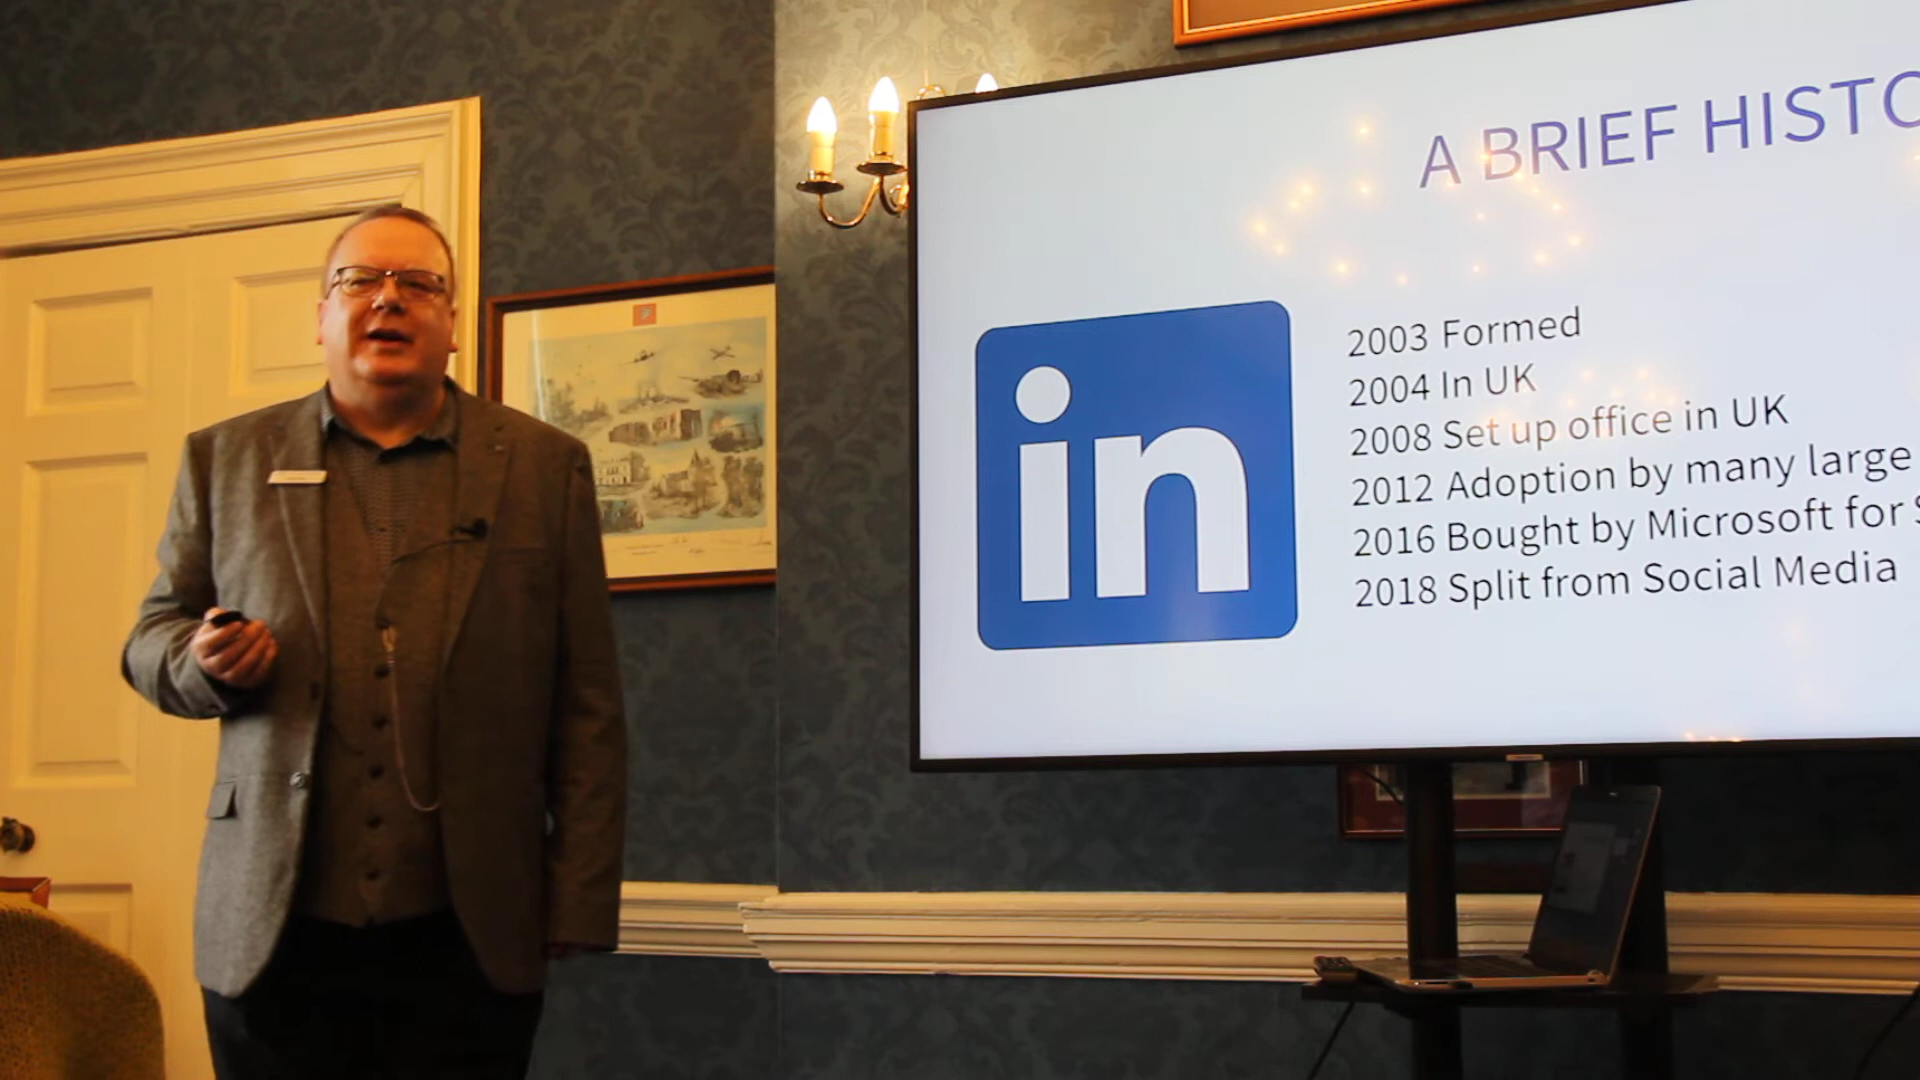 A BRIEF HISTO
in
2003 Formed
2004 In UK
2008 Set up office in UK
2012 Adoption by many large
2016 Bought by Microsoft for
2018 Split from Social Media